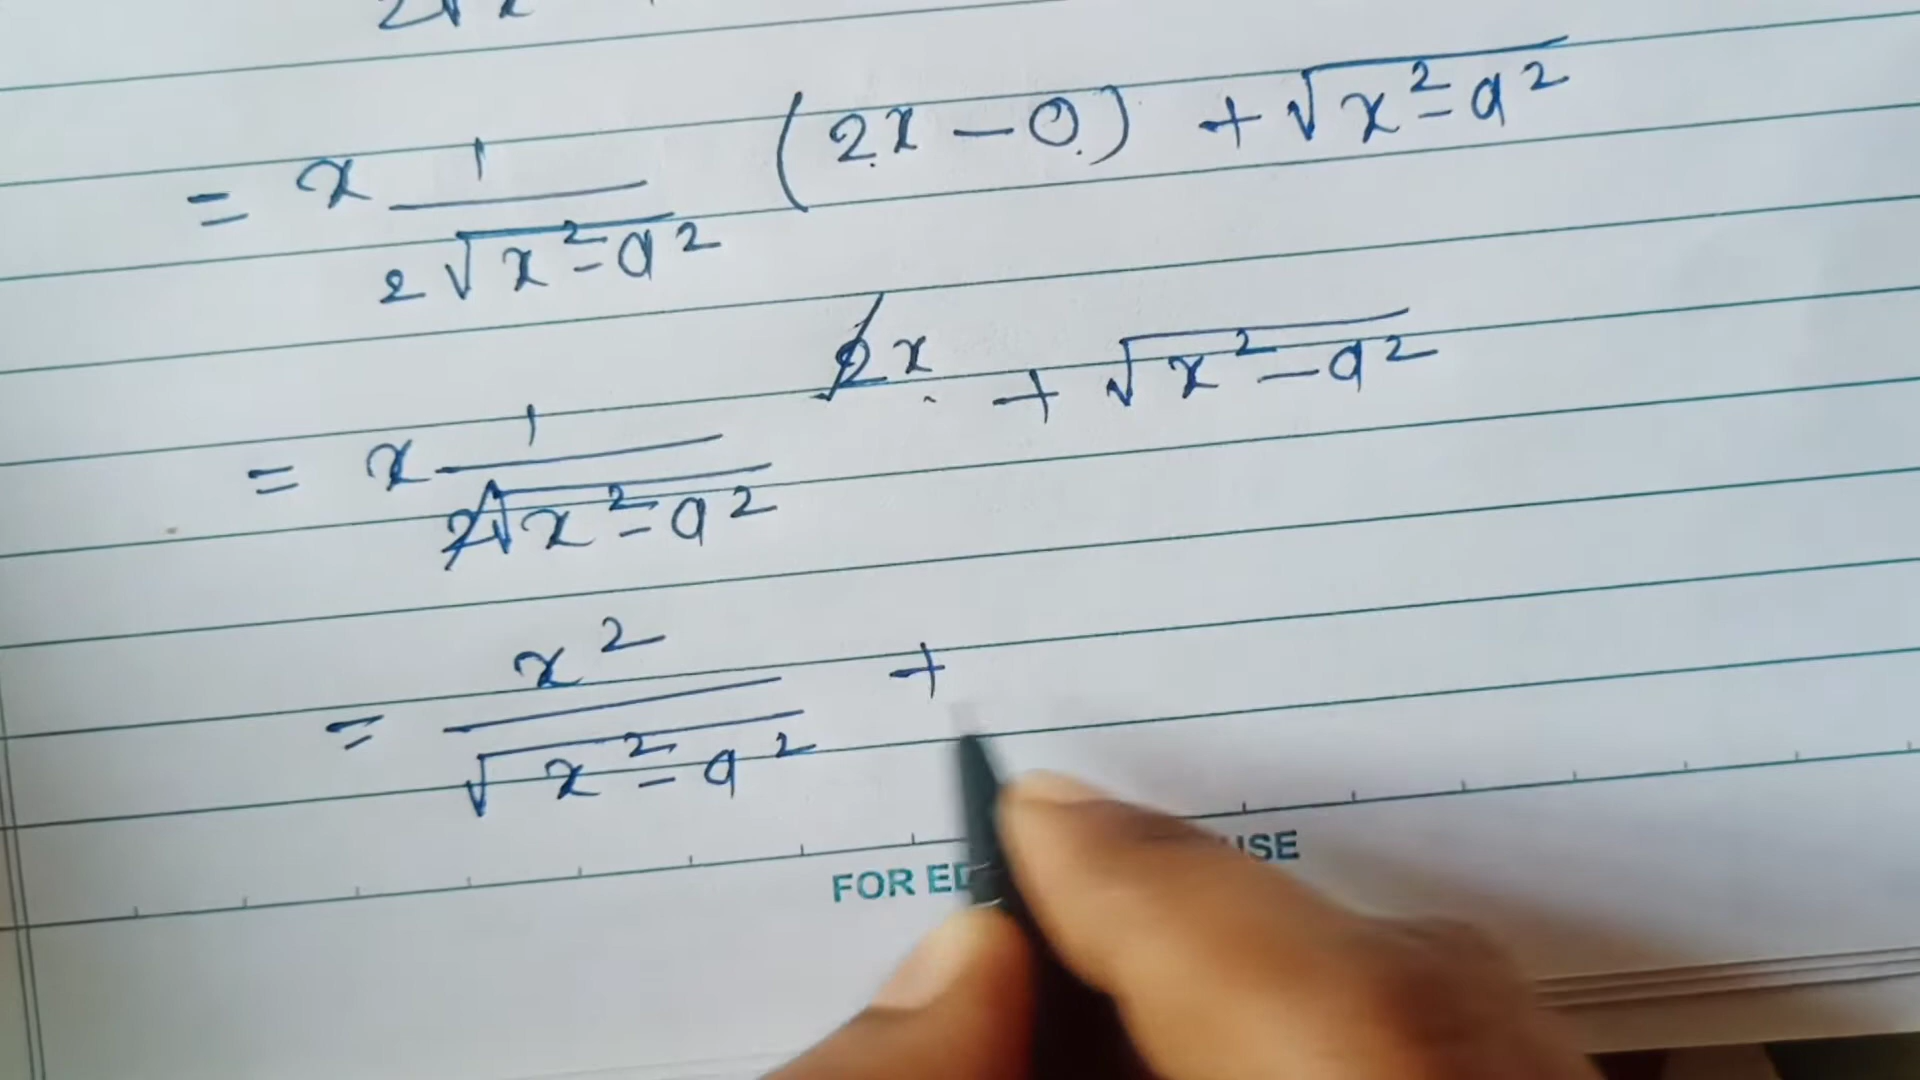 2√x
= x 1/(2√(x²-a²)) (2x - 0) + √(x²-a²)
= x 1/(2√(x²-a²)) 2x + √(x²-a²)
= x²/√(x²-a²) +
FOR USE